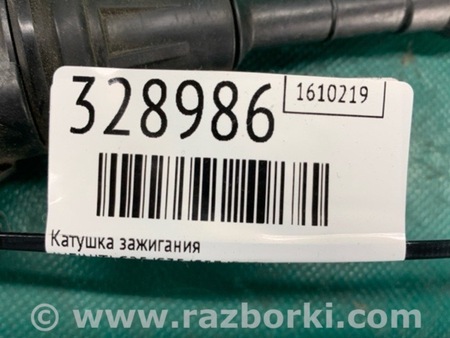 328986
1610219
Катушка зажигания
www.razborki.com